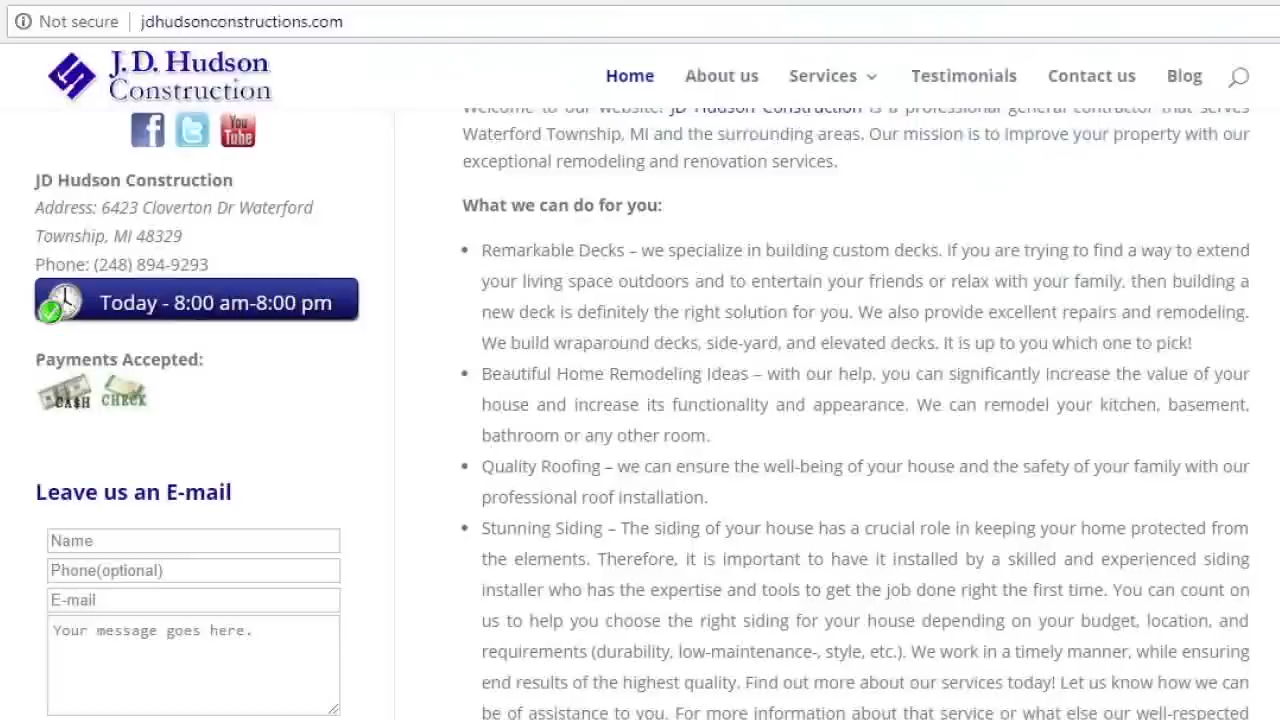 Not secure
jdhudsonconstructions.com
J.D. Hudson
Construction
Home
About us
Services
Testimonials
Contact us
Blog
You
Tube
JD Hudson Construction
Address: 6423 Cloverton Dr Waterford
Township, MI 48329
Phone: (248) 894-9293
Today - 8:00 am-8:00 pm
Payments Accepted:
CA$H
CHECK
Leave us an E-mail
Name
Phone(optional)
E-mail
Your message goes here.
Welcome to our website! JD Hudson Construction is a professional general contractor that serves
Waterford Township, MI and the surrounding areas. Our mission is to improve your property with our
exceptional remodeling and renovation services.
What we can do for you:
Remarkable Decks – we specialize in building custom decks. If you are trying to find a way to extend
your living space outdoors and to entertain your friends or relax with your family, then building a
new deck is definitely the right solution for you. We also provide excellent repairs and remodeling.
We build wraparound decks, side-yard, and elevated decks. It is up to you which one to pick!
Beautiful Home Remodeling Ideas – with our help, you can significantly increase the value of your
house and increase its functionality and appearance. We can remodel your kitchen, basement,
bathroom or any other room.
Quality Roofing – we can ensure the well-being of your house and the safety of your family with our
professional roof installation.
Stunning Siding – The siding of your house has a crucial role in keeping your home protected from
the elements. Therefore, it is important to have it installed by a skilled and experienced siding
installer who has the expertise and tools to get the job done right the first time. You can count on
us to help you choose the right siding for your house depending on your budget, location, and
requirements (durability, low-maintenance-, style, etc.). We work in a timely manner, while ensuring
end results of the highest quality. Find out more about our services today! Let us know how we can
be of assistance to you. For more information about that service or what else our well-respected